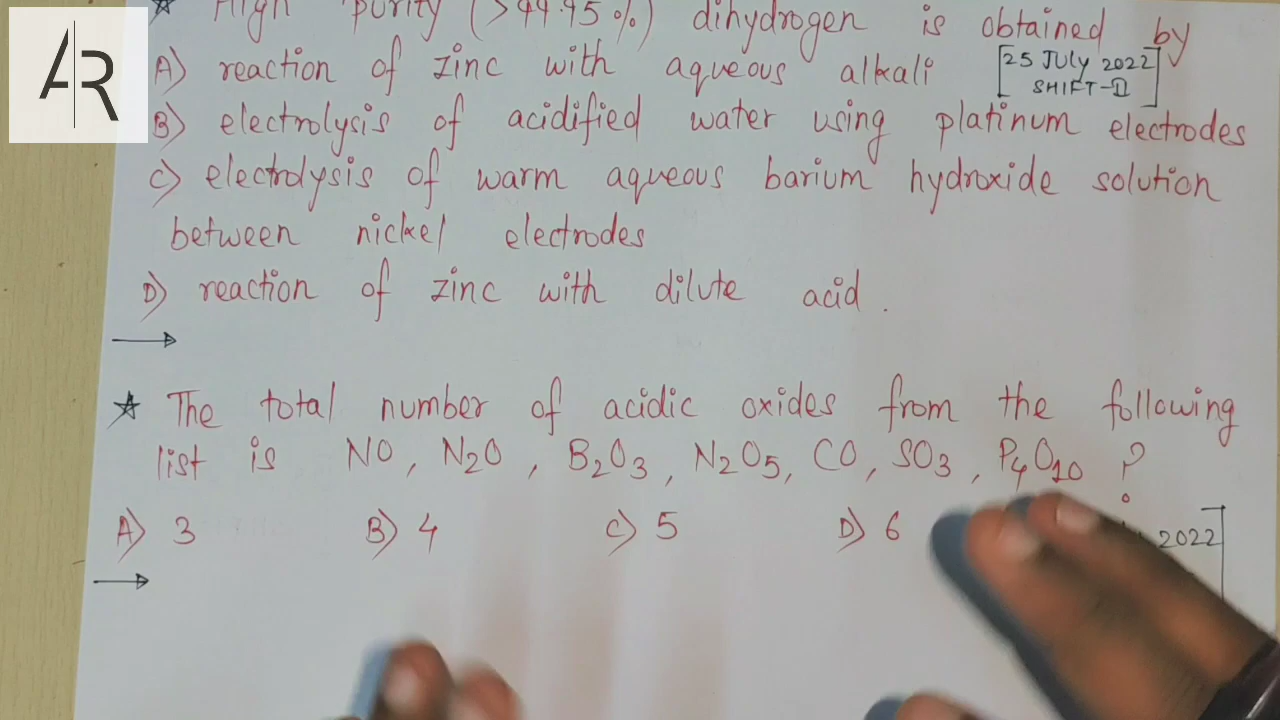 AR
★ High purity (>99.95%) dihydrogen is obtained by
A) reaction of zinc with aqueous alkali [25 July 2022
SHIFT-II]
B) electrolysis of acidified water using platinum electrodes
C) electrolysis of warm aqueous barium hydroxide solution
between nickel electrodes
D) reaction of zinc with dilute acid.
→
★ The total number of acidic oxides from the following
list is NO, N₂O, B₂O₃, N₂O₅, CO, SO₃, P₄O₁₀ ?
A) 3 B) 4 C) 5 D) 6
2022]
→